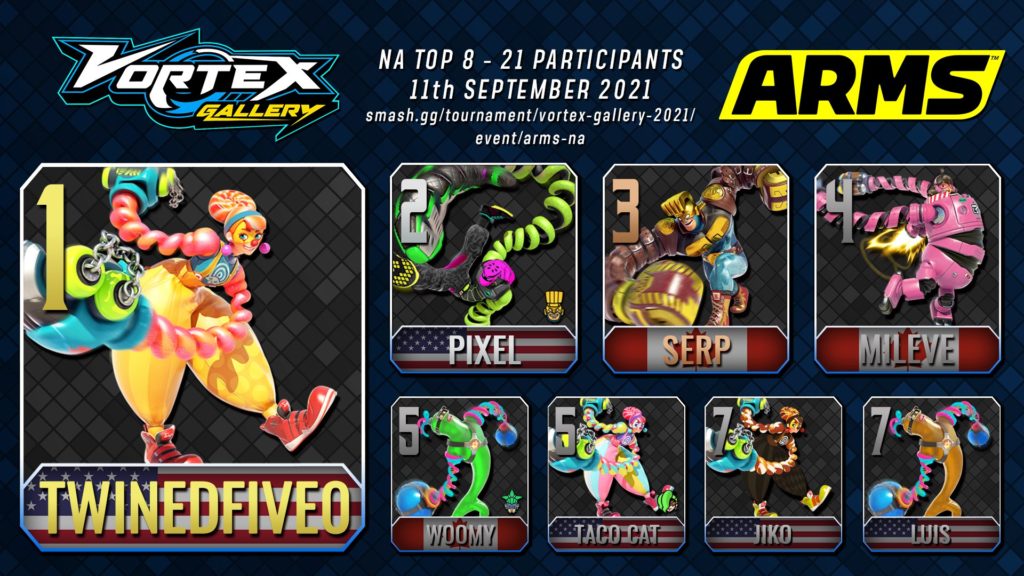 VORTEX
GALLERY
NA TOP 8 - 21 PARTICIPANTS
11th SEPTEMBER 2021
smash.gg/tournament/vortex-gallery-2021/
event/arms-na
ARMS™
1
TWINEDFIVEO
2
PIXEL
3
SERP
4
MILEVE
5
WOOMY
5
TACO CAT
7
JIKO
7
LUIS